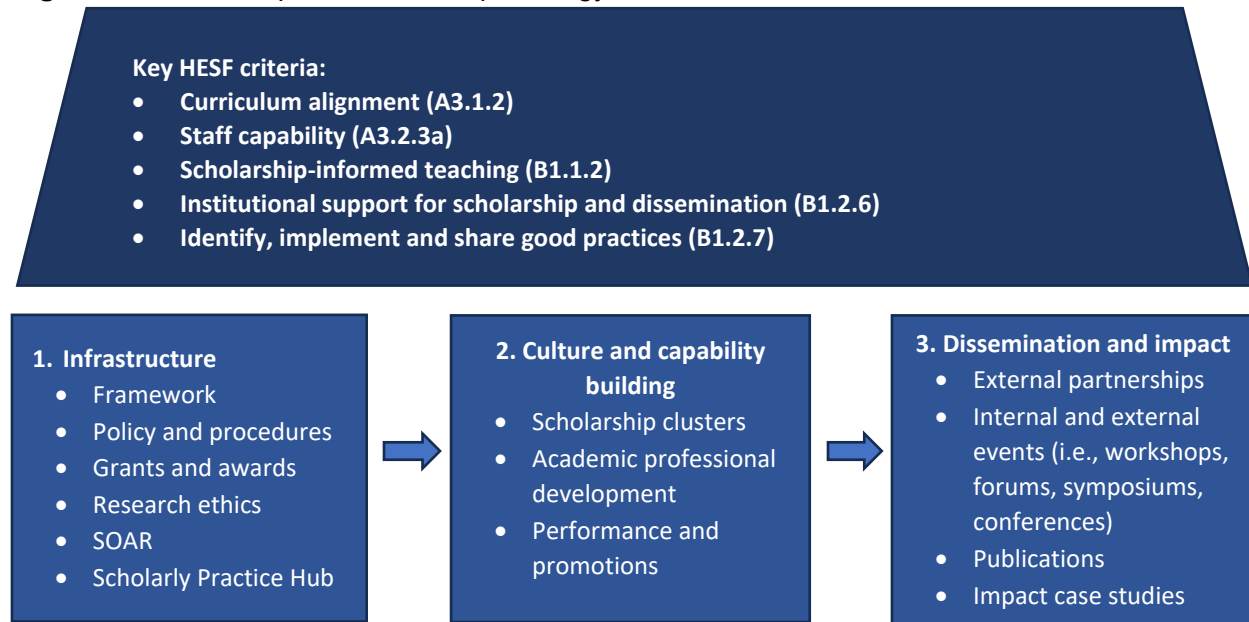 Key HESF criteria:
• Curriculum alignment (A3.1.2)
• Staff capability (A3.2.3a)
• Scholarship-informed teaching (B1.1.2)
• Institutional support for scholarship and dissemination (B1.2.6)
• Identify, implement and share good practices (B1.2.7)
1. Infrastructure
• Framework
• Policy and procedures
• Grants and awards
• Research ethics
• SOAR
• Scholarly Practice Hub
2. Culture and capability
building
• Scholarship clusters
• Academic professional
development
• Performance and
promotions
3. Dissemination and impact
• External partnerships
• Internal and external
events (i.e., workshops,
forums, symposiums,
conferences)
• Publications
• Impact case studies